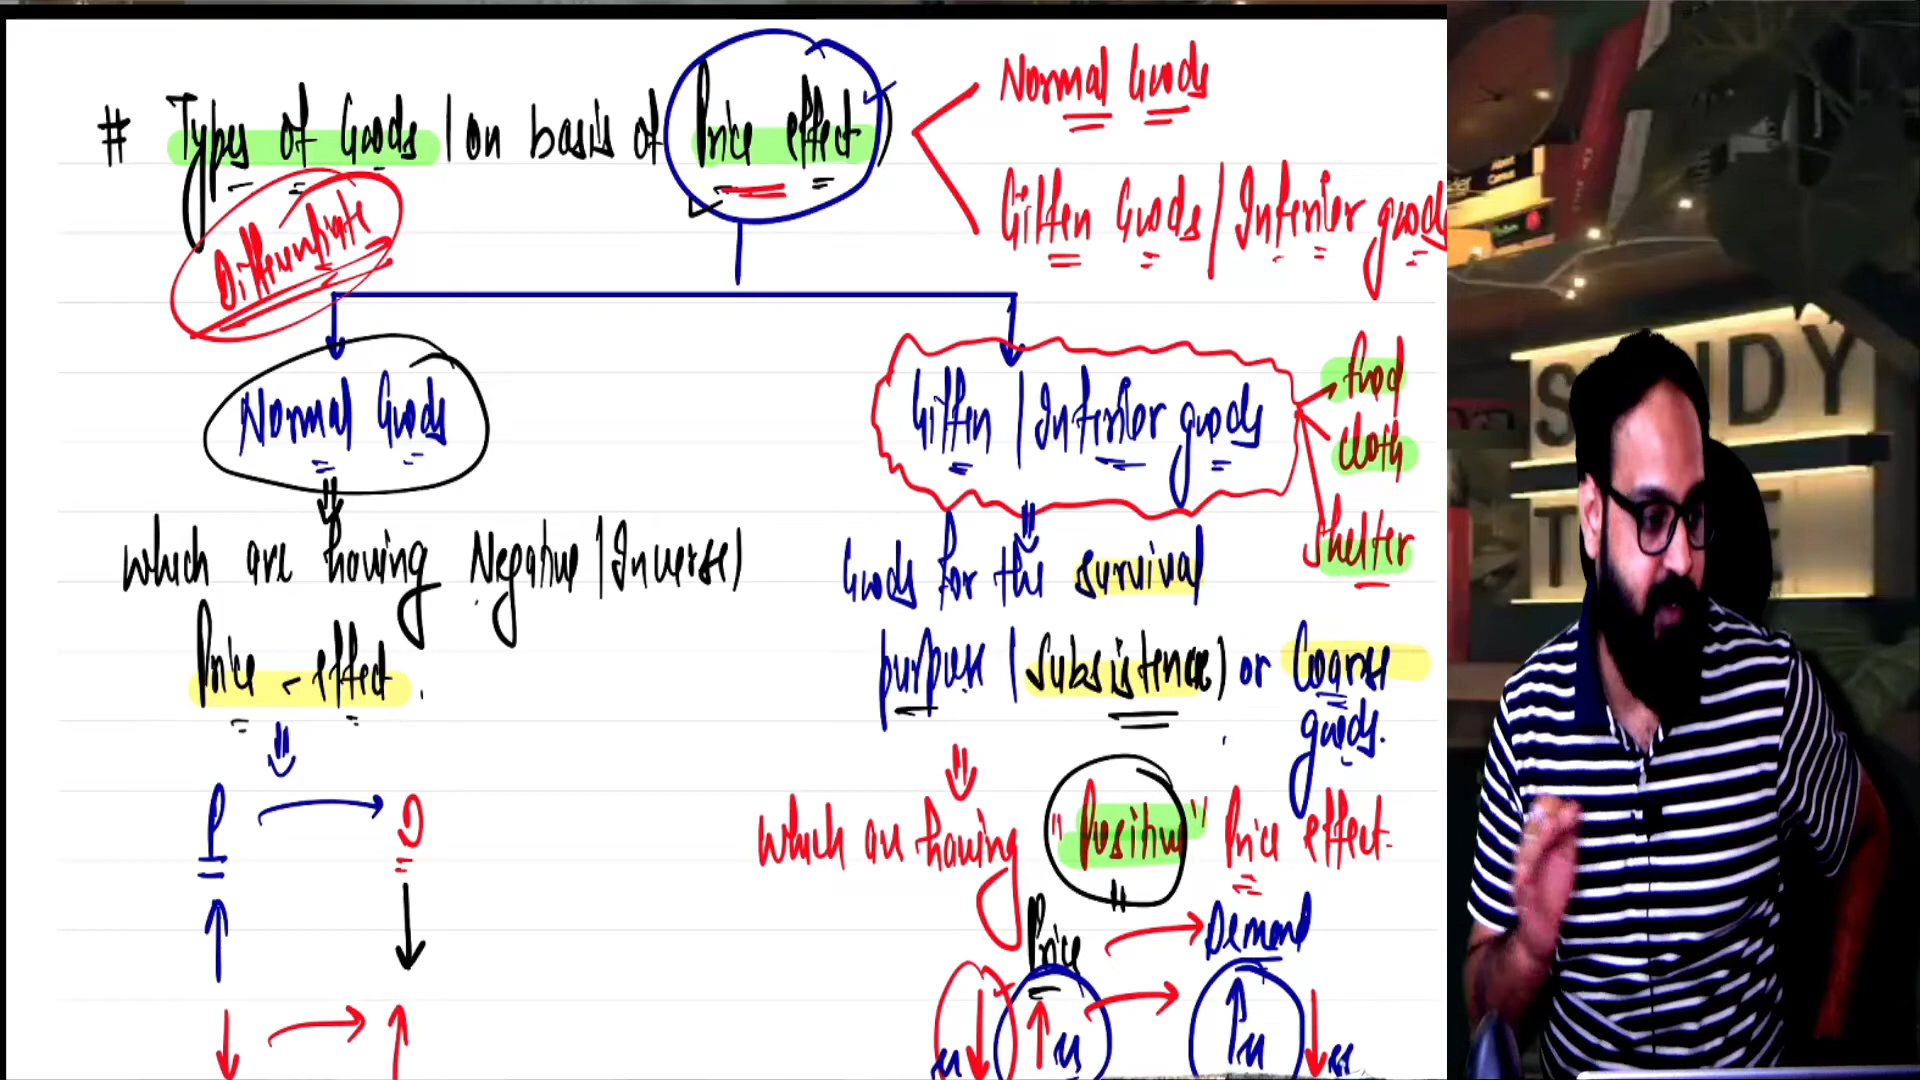 # Types of Goods (on basis of Price effect)
Normal Goods
Giffen Goods / Inferior goods
Differentiate
Normal Goods
Giffen / Inferior goods
food
cloth
shelter
which are having Negative (Inverse)
Price - effect.
Goods for the survival
purpose (subsistence) or Coarse
goods.
P → D
which are having "Positive" Price effect.
Price → Demand
↑ ↓
↓ → ↑
↓ ↑ → ↑ ↓
STUDY